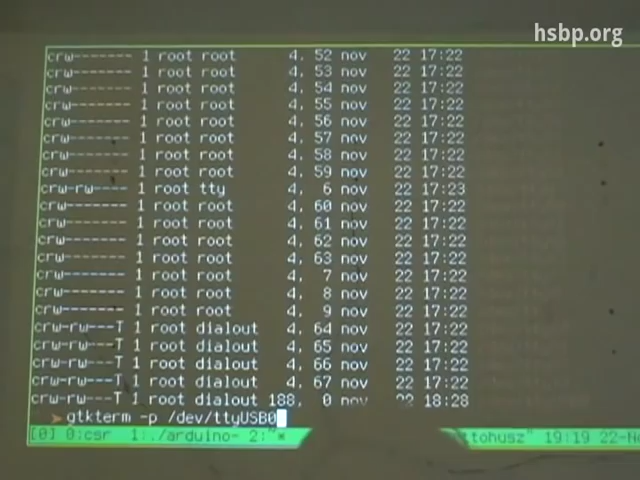 hsbp.org
crw------- 1 root root 4, 52 nov 22 17:22
crw------- 1 root root 4, 53 nov 22 17:22
crw------- 1 root root 4, 54 nov 22 17:22
crw------- 1 root root 4, 55 nov 22 17:22
crw------- 1 root root 4, 56 nov 22 17:22
crw------- 1 root root 4, 57 nov 22 17:22
crw------- 1 root root 4, 58 nov 22 17:22
crw------- 1 root root 4, 59 nov 22 17:22
crw-rw---- 1 root tty 4, 6 nov 22 17:23
crw------- 1 root root 4, 60 nov 22 17:22
crw------- 1 root root 4, 61 nov 22 17:22
crw------- 1 root root 4, 62 nov 22 17:22
crw------- 1 root root 4, 63 nov 22 17:22
crw------- 1 root root 4, 7 nov 22 17:22
crw------- 1 root root 4, 8 nov 22 17:22
crw------- 1 root root 4, 9 nov 22 17:22
crw-rw---T 1 root dialout 4, 64 nov 22 17:22
crw-rw---T 1 root dialout 4, 65 nov 22 17:22
crw-rw---T 1 root dialout 4, 66 nov 22 17:22
crw-rw---T 1 root dialout 4, 67 nov 22 17:22
crw-rw---T 1 root dialout 188, 0 nov 22 18:28
➤ gtkterm -p /dev/ttyUSB0
[0] 0:csr 1:./arduino- 2:~* tohusz" 19:19 22-No